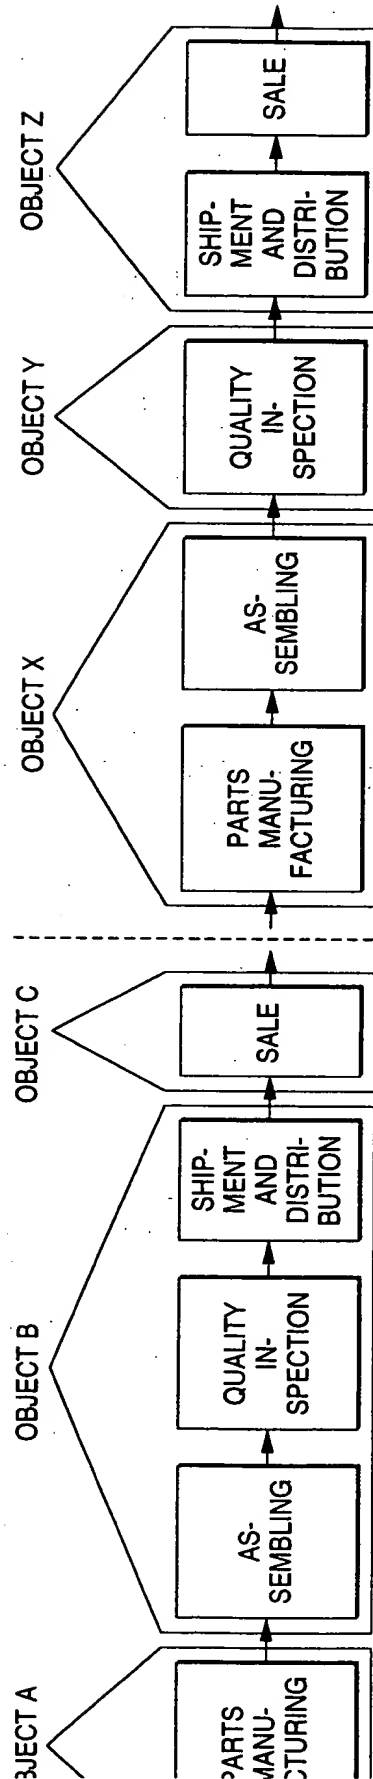 BJECT A
PARTS
MANU-
CTURING
OBJECT B
AS-
SEMBLING
QUALITY
IN-
SPECTION
SHIP-
MENT
AND
DISTRI-
BUTION
OBJECT C
SALE
OBJECT X
PARTS
MANU-
FACTURING
AS-
SEMBLING
OBJECT Y
QUALITY
IN-
SPECTION
OBJECT Z
SHIP-
MENT
AND
DISTRI-
BUTION
SALE